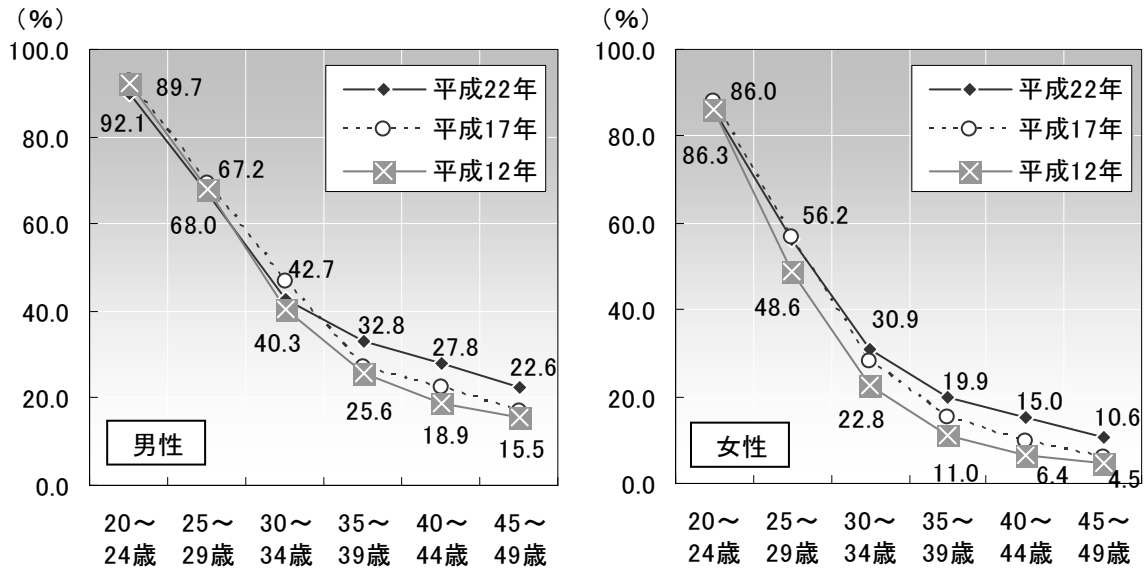 （%）
100.0
80.0
60.0
40.0
20.0
0.0
平成22年
平成17年
平成12年
89.7
92.1
67.2
68.0
42.7
40.3
32.8
25.6
27.8
18.9
22.6
15.5
男性
20～
24歳
25～
29歳
30～
34歳
35～
39歳
40～
44歳
45～
49歳
（%）
100.0
80.0
60.0
40.0
20.0
0.0
平成22年
平成17年
平成12年
86.0
86.3
56.2
48.6
30.9
22.8
19.9
11.0
15.0
6.4
10.6
4.5
女性
20～
24歳
25～
29歳
30～
34歳
35～
39歳
40～
44歳
45～
49歳